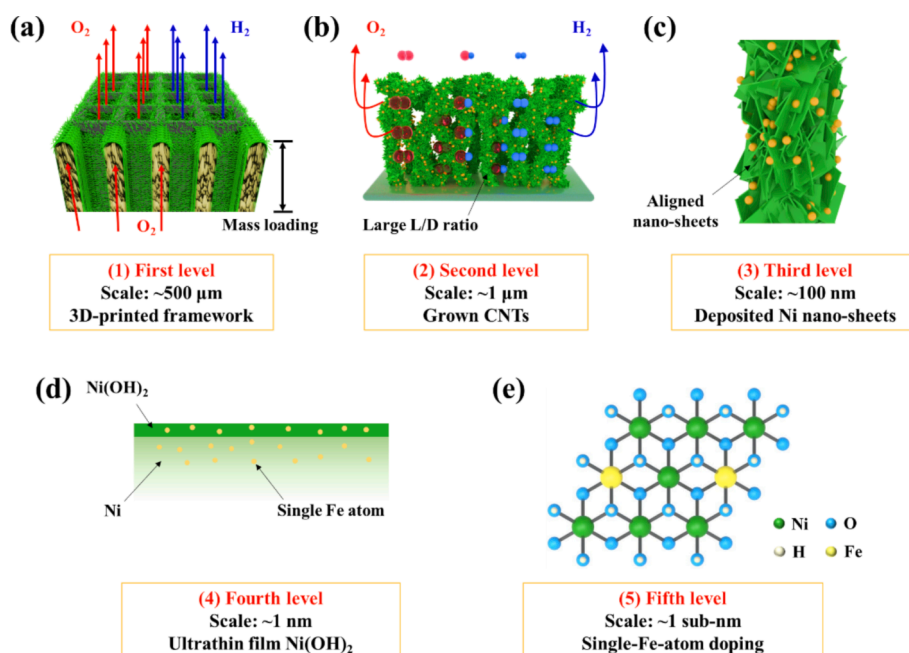 (a)
O₂
H₂
O₂
Mass loading
(1) First level
Scale: ~500 μm
3D-printed framework
(b)
O₂
H₂
Large L/D ratio
(2) Second level
Scale: ~1 μm
Grown CNTs
(c)
Aligned
nano-sheets
(3) Third level
Scale: ~100 nm
Deposited Ni nano-sheets
(d)
Ni(OH)₂
Ni
Single Fe atom
(4) Fourth level
Scale: ~1 nm
Ultrathin film Ni(OH)₂
(e)
Ni
O
H
Fe
(5) Fifth level
Scale: ~1 sub-nm
Single-Fe-atom doping